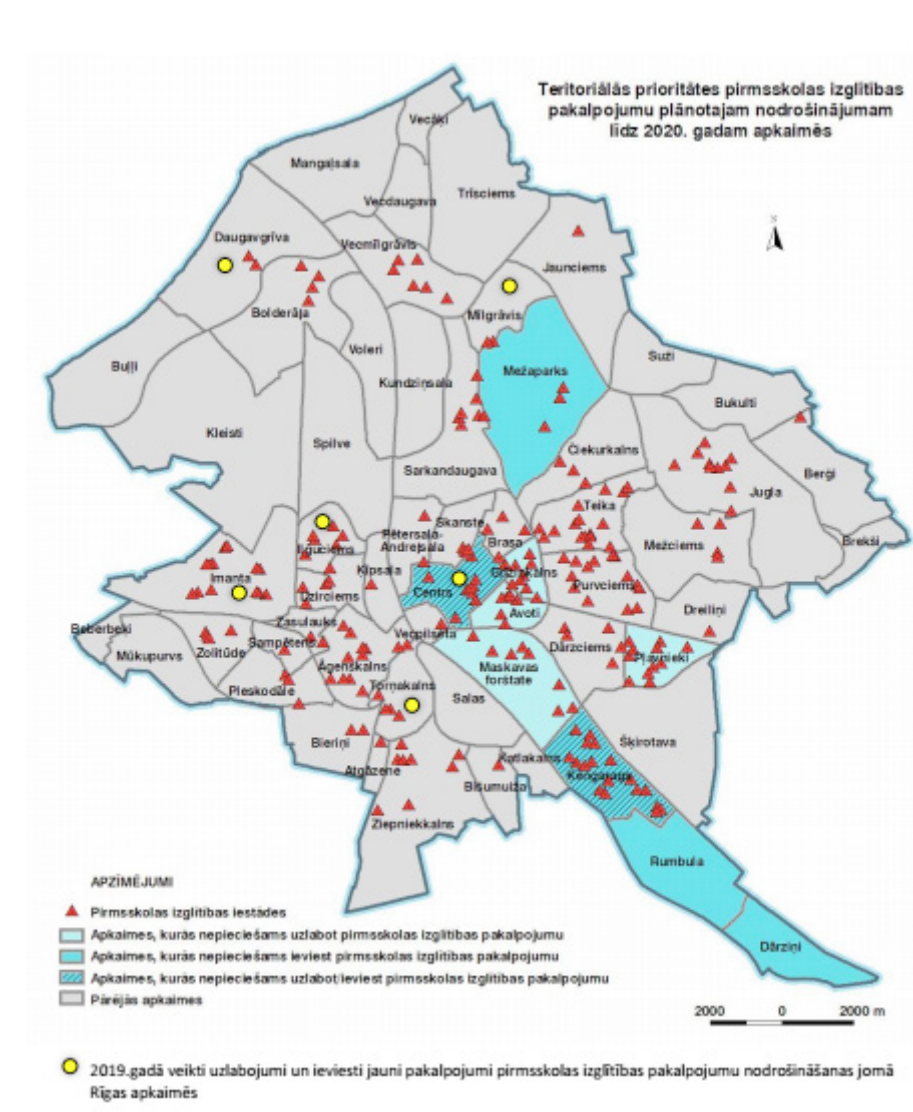 Teritoriālās prioritātes pirmsskolas izglītības
pakalpojumu plānotajam nodrošinājumam
līdz 2020. gadam apkaimēs
Vecāķi
Mangaļsala
Trīsciems
Vecdaugava
Daugavgrīva
Vecmīlgrāvis
Jaunciems
Bolderāja
Mīlgrāvis
Voleri
Suži
Buļļi
Mežaparks
Kundziņsala
Bukulti
Kleisti
Spilve
Čiekurkalns
Sarkandaugava
Berģi
Jugla
Teika
Skanste
Pētersala-
Andrejsala
Brasa
Mežciems
Brekši
Iļģuciems
Ķīpsala
Grīziņkalns
Imanta
Purvciems
Centrs
Dzirciems
Avoti
Dreiliņi
Zasulauks
Beberbeķi
Vecpilsēta
Mūkupurvs
Zolitūde
Šampēteris
Dārzciems
Pļavnieki
Āgenskalns
Maskavas
forštate
Pleskodāle
Torņakalns
Salas
Bieriņi
Šķirotava
Katlakalns
Atgāzene
Ķengarags
Bišumuiža
Ziepniekkalns
Rumbula
Dārziņi
APZĪMĒJUMI
Pirmsskolas izglītības iestādes
Apkaimes, kurās nepieciešams uzlabot pirmsskolas izglītības pakalpojumu
Apkaimes, kurās nepieciešams ieviest pirmsskolas izglītības pakalpojumu
Apkaimes, kurās nepieciešams uzlabot/ieviest pirmsskolas izglītības pakalpojumu
Pārējās apkaimes
2000 0 2000 m
2019.gadā veikti uzlabojumi un ieviesti jauni pakalpojumi pirmsskolas izglītības pakalpojumu nodrošināšanas jomā
Rīgas apkaimēs